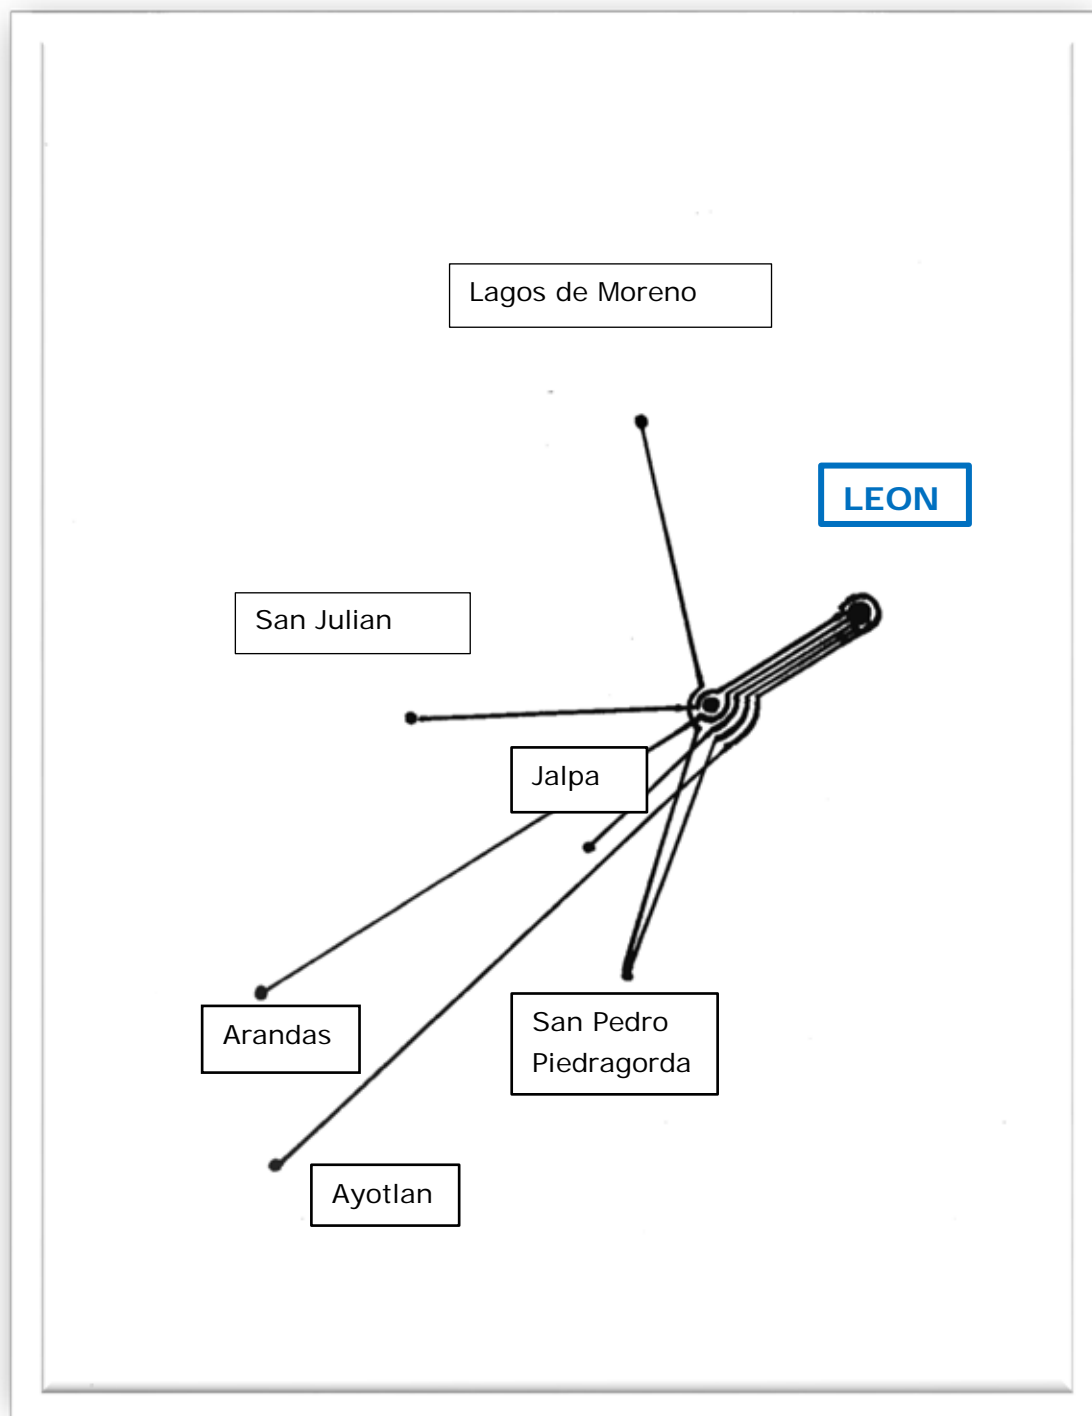 Lagos de Moreno
LEON
San Julian
Jalpa
Arandas
San Pedro
Piedragorda
Ayotlan